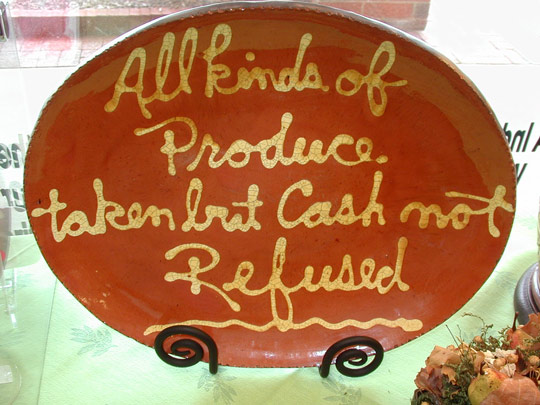 All kinds of
Produce.
taken but Cash not
Refused